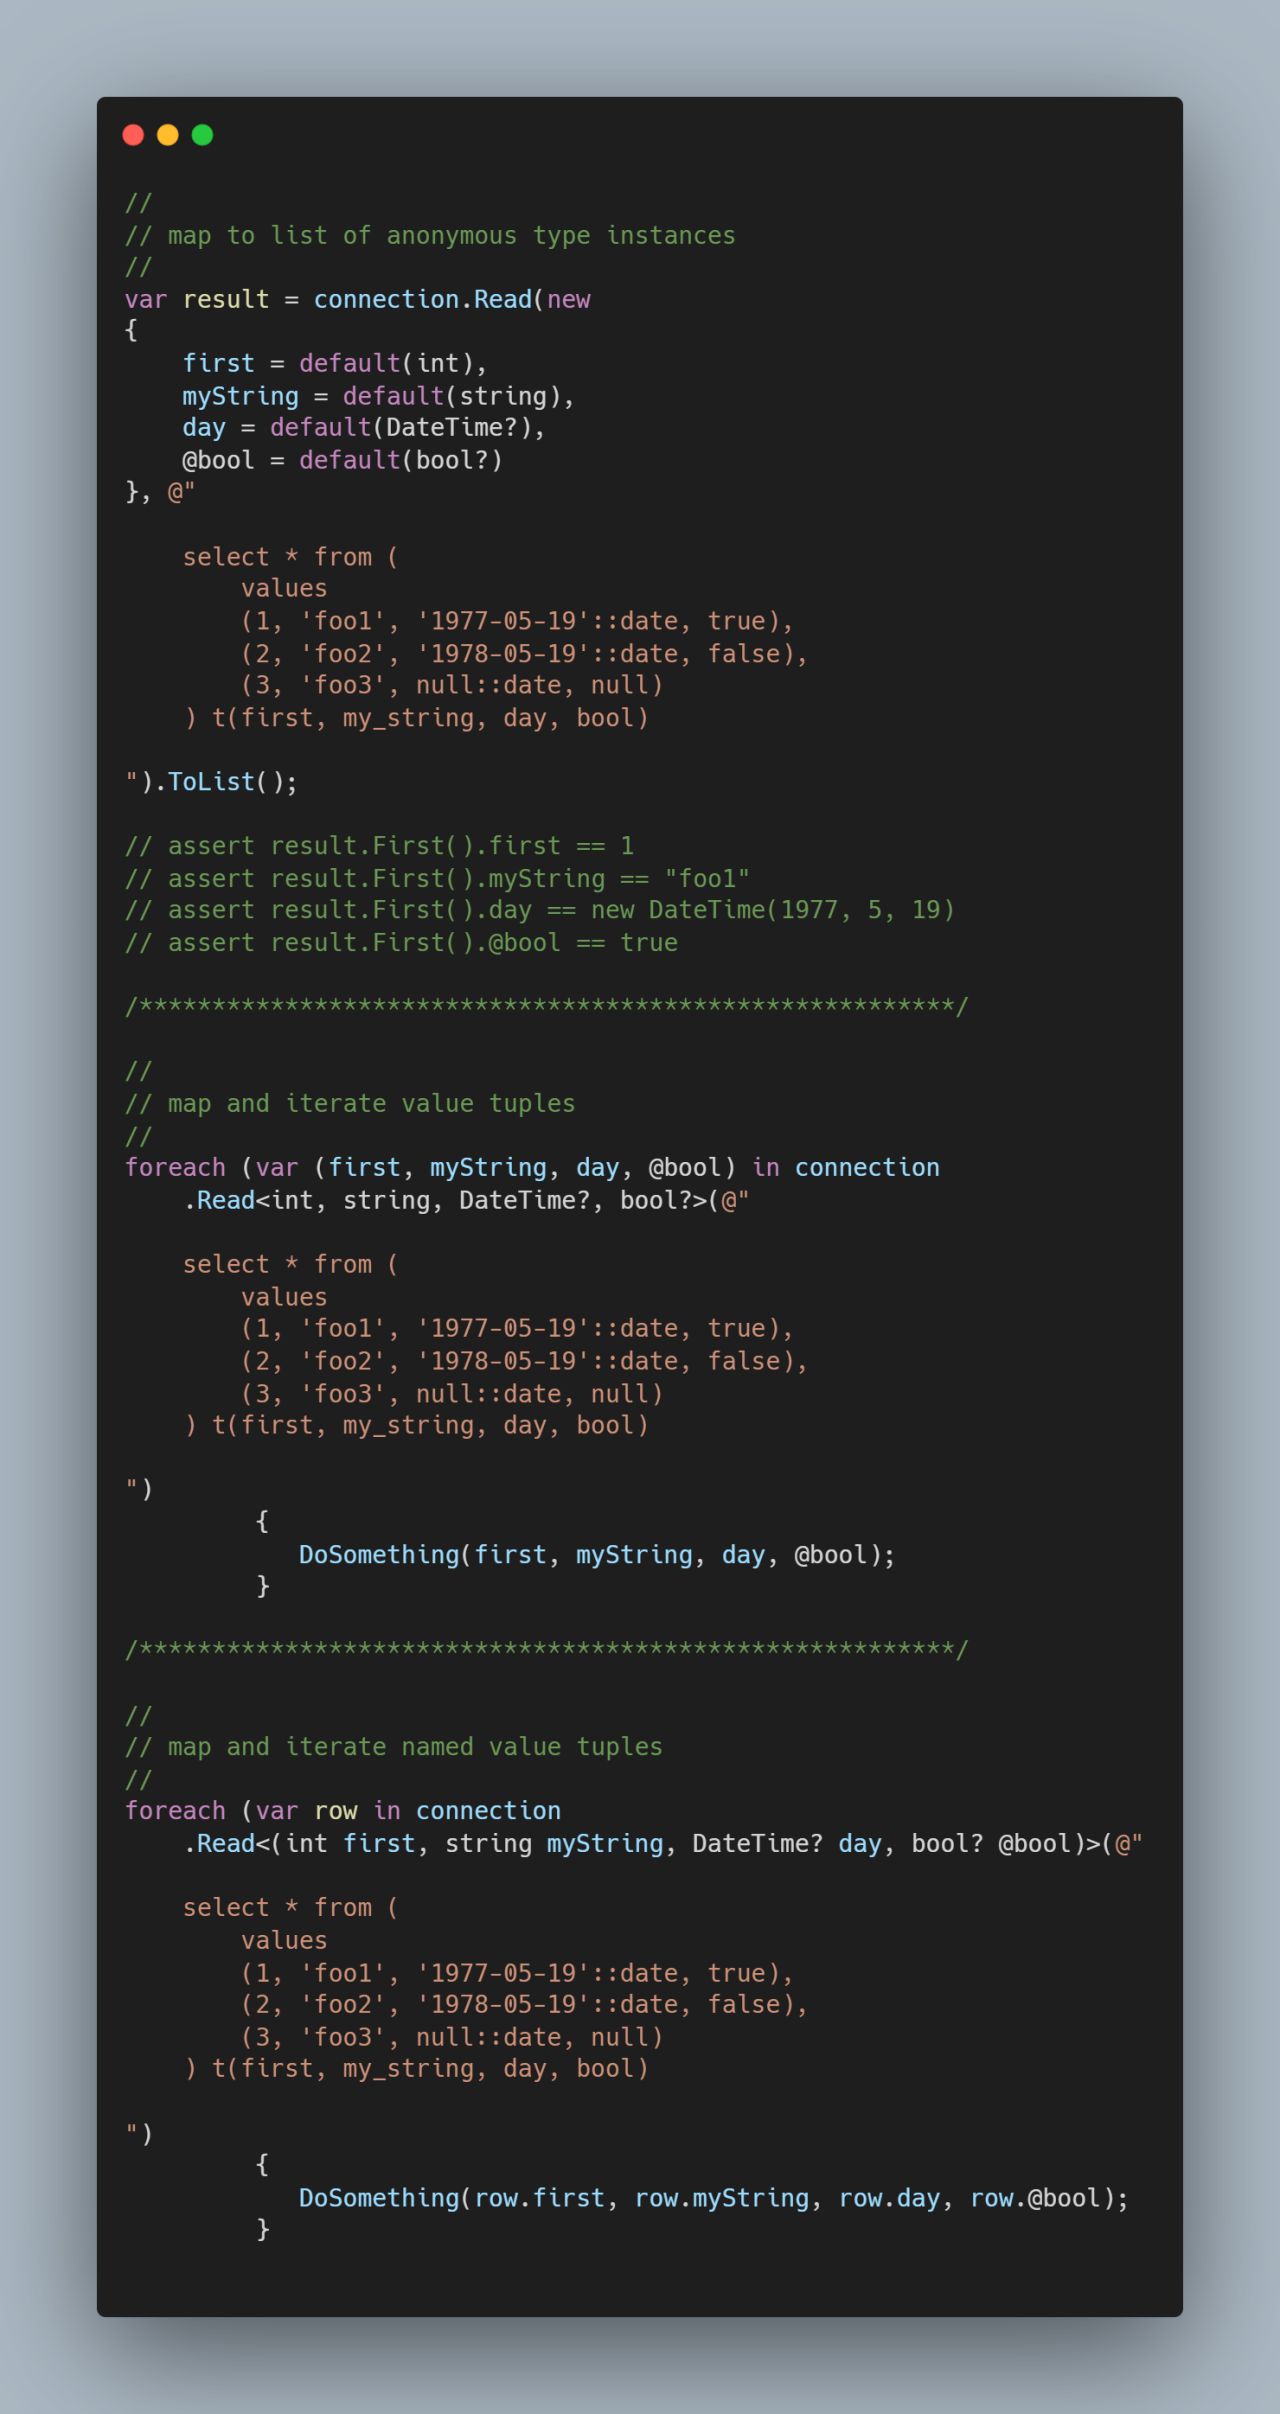 //
// map to list of anonymous type instances
//
var result = connection.Read(new
{
    first = default(int),
    myString = default(string),
    day = default(DateTime?),
    @bool = default(bool?)
}, @"

    select * from (
        values
        (1, 'foo1', '1977-05-19'::date, true),
        (2, 'foo2', '1978-05-19'::date, false),
        (3, 'foo3', null::date, null)
    ) t(first, my_string, day, bool)

").ToList();

// assert result.First().first == 1
// assert result.First().myString == "foo1"
// assert result.First().day == new DateTime(1977, 5, 19)
// assert result.First().@bool == true

/********************************************************/

//
// map and iterate value tuples
//
foreach (var (first, myString, day, @bool) in connection
    .Read<int, string, DateTime?, bool?>(@"

    select * from (
        values
        (1, 'foo1', '1977-05-19'::date, true),
        (2, 'foo2', '1978-05-19'::date, false),
        (3, 'foo3', null::date, null)
    ) t(first, my_string, day, bool)

")
         {
            DoSomething(first, myString, day, @bool);
         }

/********************************************************/

//
// map and iterate named value tuples
//
foreach (var row in connection
    .Read<(int first, string myString, DateTime? day, bool? @bool)>(@"

    select * from (
        values
        (1, 'foo1', '1977-05-19'::date, true),
        (2, 'foo2', '1978-05-19'::date, false),
        (3, 'foo3', null::date, null)
    ) t(first, my_string, day, bool)

")
         {
            DoSomething(row.first, row.myString, row.day, row.@bool);
         }